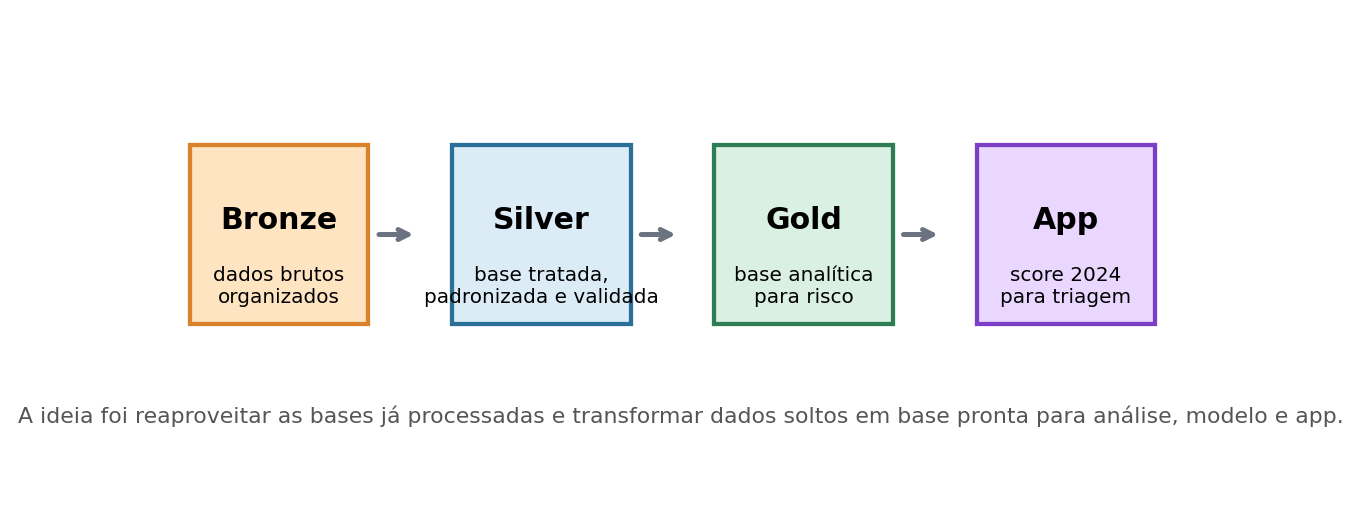 Bronze
dados brutos
organizados
Silver
base tratada,
padronizada e validada
Gold
base analítica
para risco
App
score 2024
para triagem
A ideia foi reaproveitar as bases já processadas e transformar dados soltos em base pronta para análise, modelo e app.